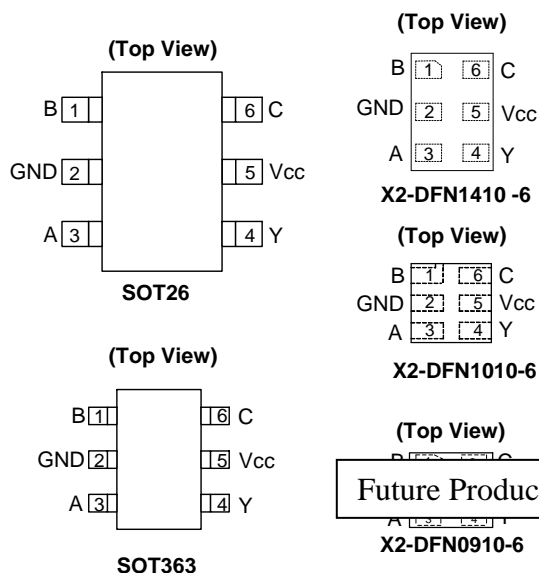 (Top View)
B 1 6 C
GND 2 5 Vcc
A 3 4 Y
SOT26
(Top View)
B 1 6 C
GND 2 5 Vcc
A 3 4 Y
SOT363
(Top View)
B 1 6 C
GND 2 5 Vcc
A 3 4 Y
X2-DFN1410 -6
(Top View)
B 1 6 C
GND 2 5 Vcc
A 3 4 Y
X2-DFN1010-6
(Top View)
Future Produc
A 3 4 Y
X2-DFN0910-6